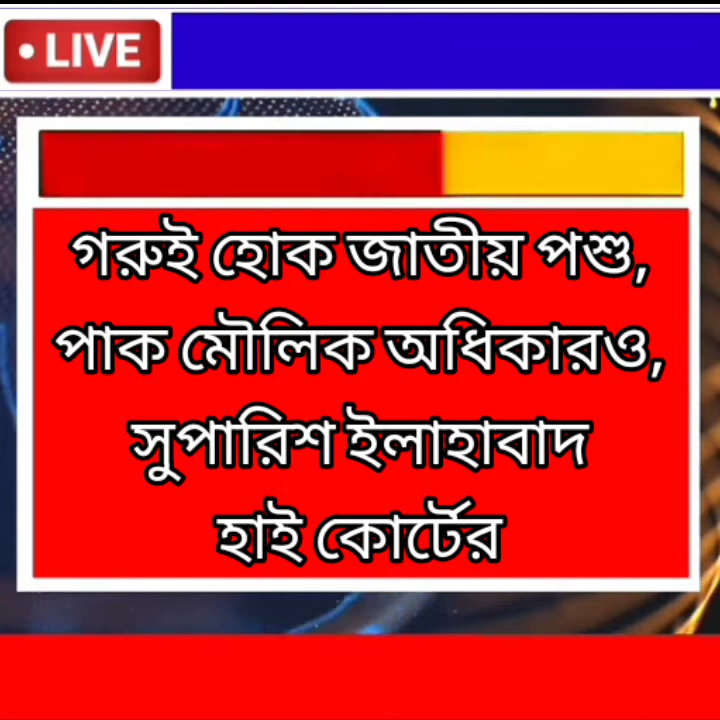 • LIVE
গরুই হোক জাতীয় পশু,
পাক মৌলিক অধিকারও,
সুপারিশ ইলাহাবাদ
হাই কোর্টের